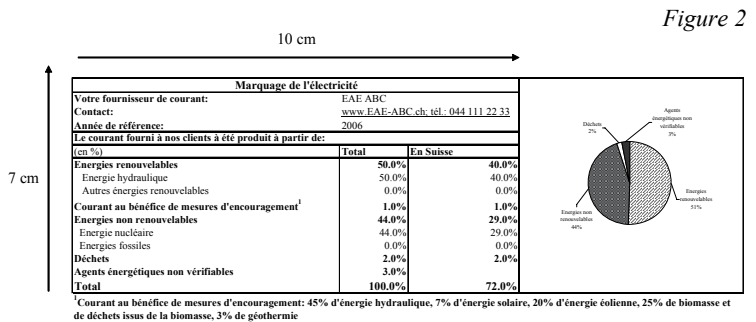 Figure 2
10 cm
7 cm
Marquage de l'électricité
Votre fournisseur de courant: EAE ABC
Contact: www.EAE-ABC.ch; tél.: 044 111 22 33
Année de référence: 2006
Le courant fourni à nos clients à été produit à partir de:
(en %) Total En Suisse
Energies renouvelables 50.0% 40.0%
Energie hydraulique 50.0% 40.0%
Autres énergies renouvelables 0.0% 0.0%
Courant au bénéfice de mesures d'encouragement1 1.0% 1.0%
Energies non renouvelables 44.0% 29.0%
Energie nucléaire 44.0% 29.0%
Energies fossiles 0.0% 0.0%
Déchets 2.0% 2.0%
Agents énergétiques non vérifiables 3.0%
Total 100.0% 72.0%
Agents
énergétiques non
vérifiables
3%
Déchets
2%
Energies
renouvelables
51%
Energies non
renouvelables
44%
1Courant au bénéfice de mesures d'encouragement: 45% d'énergie hydraulique, 7% d'énergie solaire, 20% d'énergie éolienne, 25% de biomasse et
de déchets issus de la biomasse, 3% de géothermie